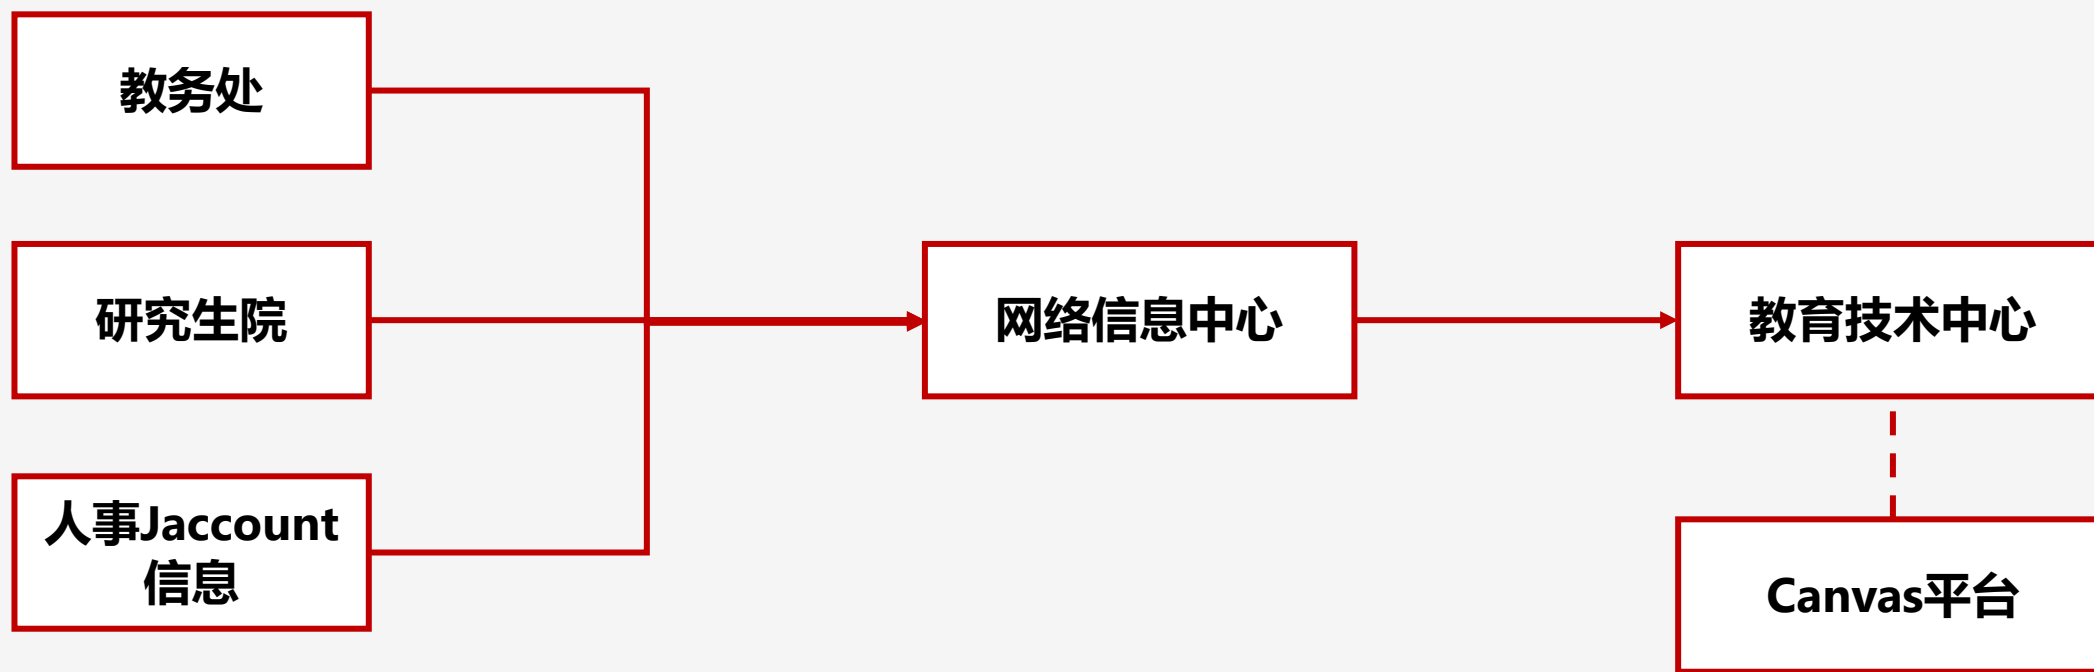 教务处
研究生院
人事Jaccount
信息
网络信息中心
教育技术中心
Canvas平台